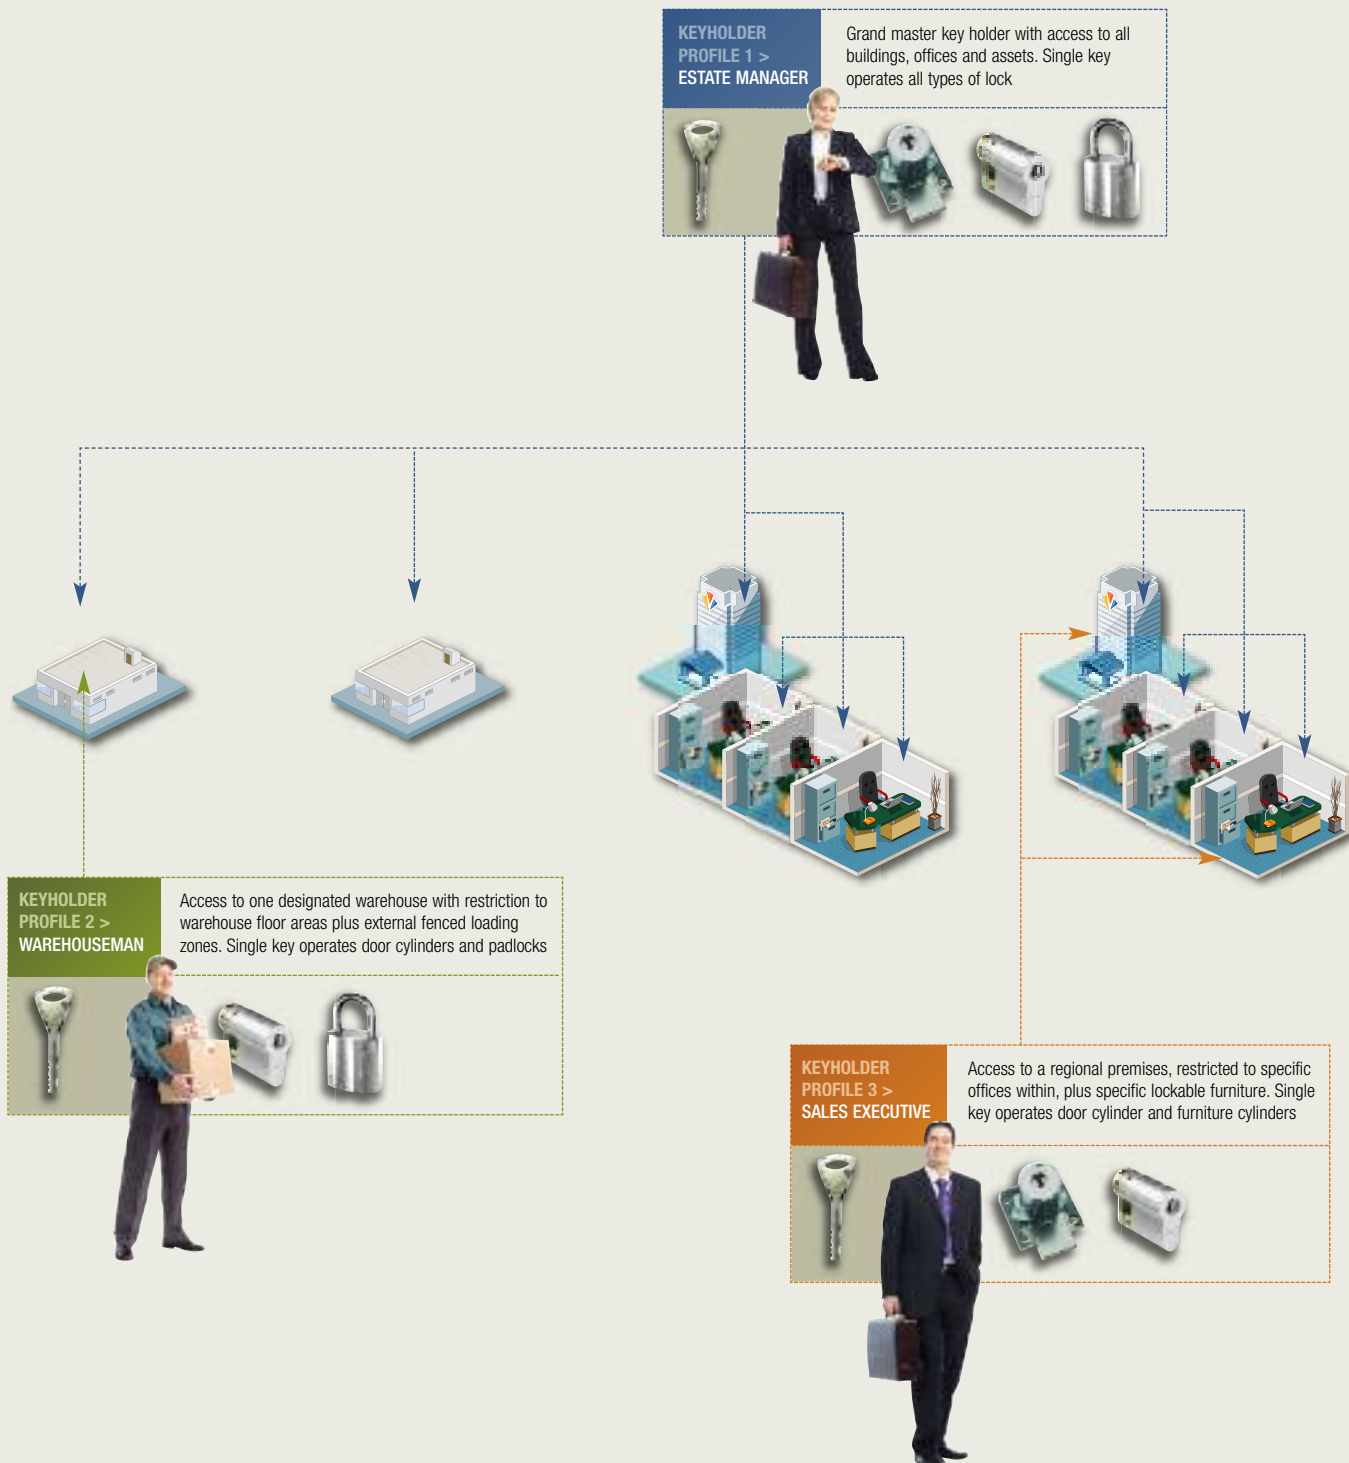 KEYHOLDER
PROFILE 1 >
ESTATE MANAGER
Grand master key holder with access to all
buildings, offices and assets. Single key
operates all types of lock
KEYHOLDER
PROFILE 2 >
WAREHOUSEMAN
Access to one designated warehouse with restriction to
warehouse floor areas plus external fenced loading
zones. Single key operates door cylinders and padlocks
KEYHOLDER
PROFILE 3 >
SALES EXECUTIVE
Access to a regional premises, restricted to specific
offices within, plus specific lockable furniture. Single
key operates door cylinder and furniture cylinders